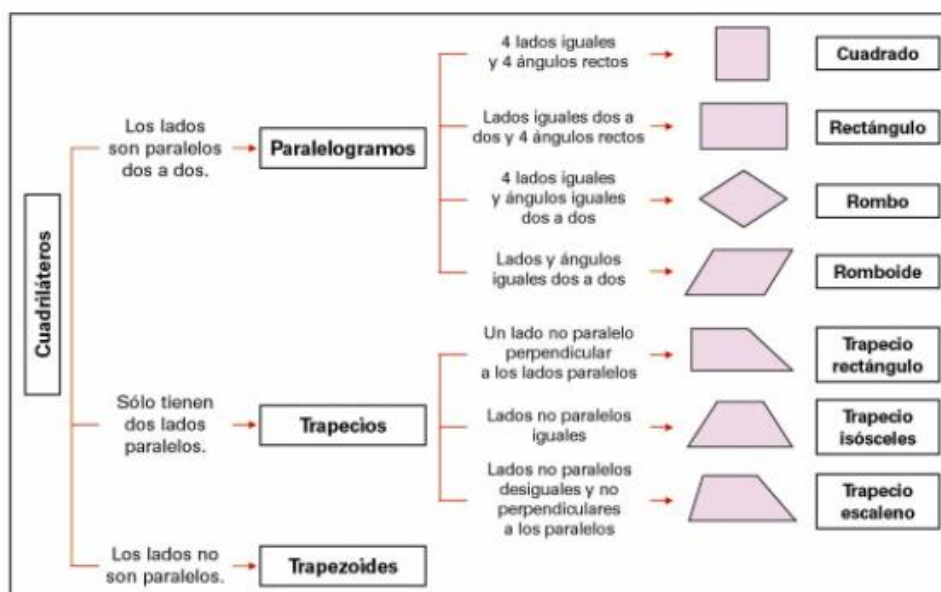 Cuadriláteros
Los lados
son paralelos
dos a dos.
Paralelogramos
4 lados iguales
y 4 ángulos rectos
Cuadrado
Lados iguales dos a
dos y 4 ángulos rectos
Rectángulo
4 lados iguales
y ángulos iguales
dos a dos
Rombo
Lados y ángulos
iguales dos a dos
Romboide
Sólo tienen
dos lados
paralelos.
Trapecios
Un lado no paralelo
perpendicular
a los lados paralelos
Trapecio
rectángulo
Lados no paralelos
iguales
Trapecio
isósceles
Lados no paralelos
desiguales y no
perpendiculares
a los paralelos
Trapecio
escaleno
Los lados no
son paralelos.
Trapezoides